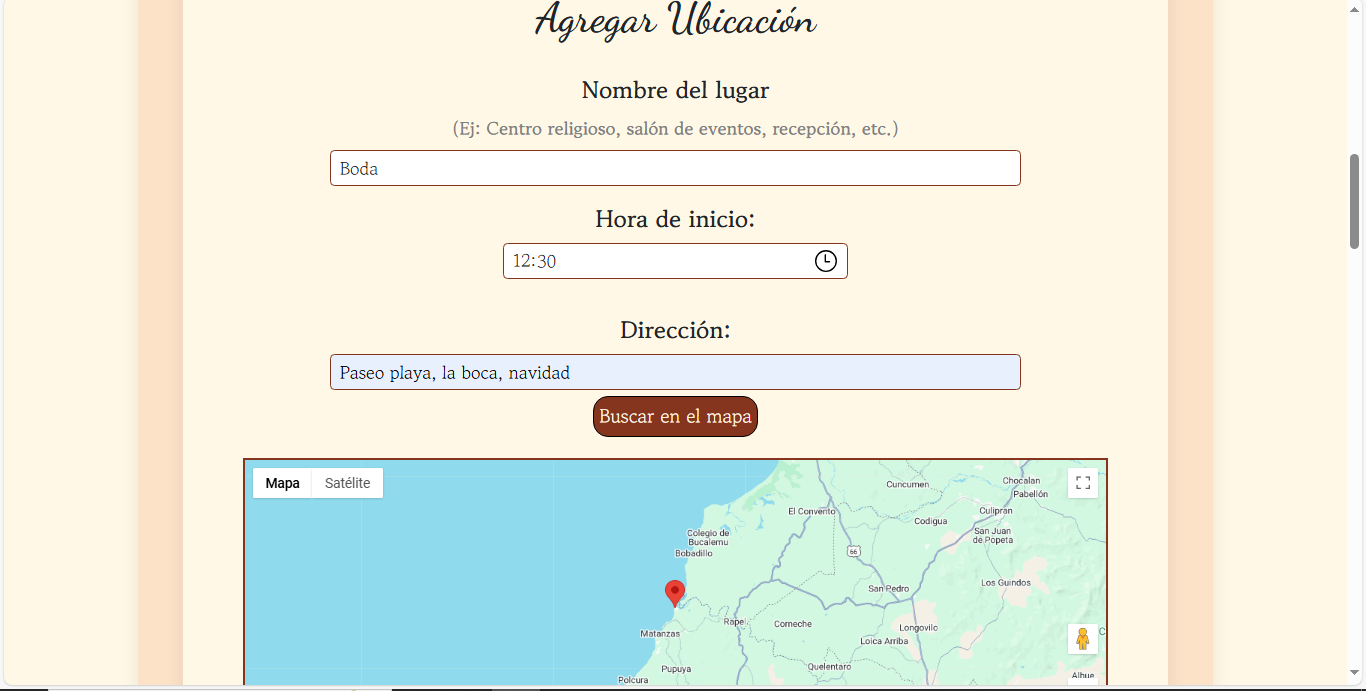 Agregar Ubicación
Nombre del lugar
(Ej: Centro religioso, salón de eventos, recepción, etc.)
Boda
Hora de inicio:
12:30
Dirección:
Paseo playa, la boca, navidad
Buscar en el mapa
Mapa
Satélite
Cuncumen
Chocalan
Pabellón
El Convento
Culipran
Codigua
San Juan
de Popeta
Colegio de
Bucalemu
Bobadillo
66
Los Guindos
San Pedro
Rapel
Corneche
Longovilo
Matanzas
Loica Arriba
Pupuya
Quelentaro
Polcura
Alhue